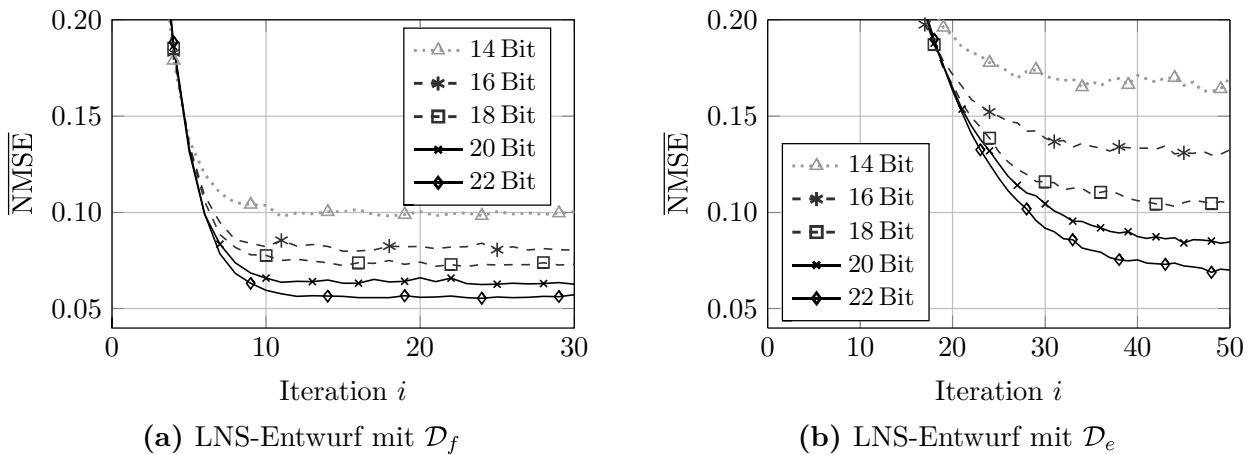 0.20
0.15
0.10
0.05
NMSE
0 10 20 30
Iteration i
14 Bit
16 Bit
18 Bit
20 Bit
22 Bit
(a) LNS-Entwurf mit 𝒟f
0.20
0.15
0.10
0.05
NMSE
0 10 20 30 40 50
Iteration i
14 Bit
16 Bit
18 Bit
20 Bit
22 Bit
(b) LNS-Entwurf mit 𝒟e